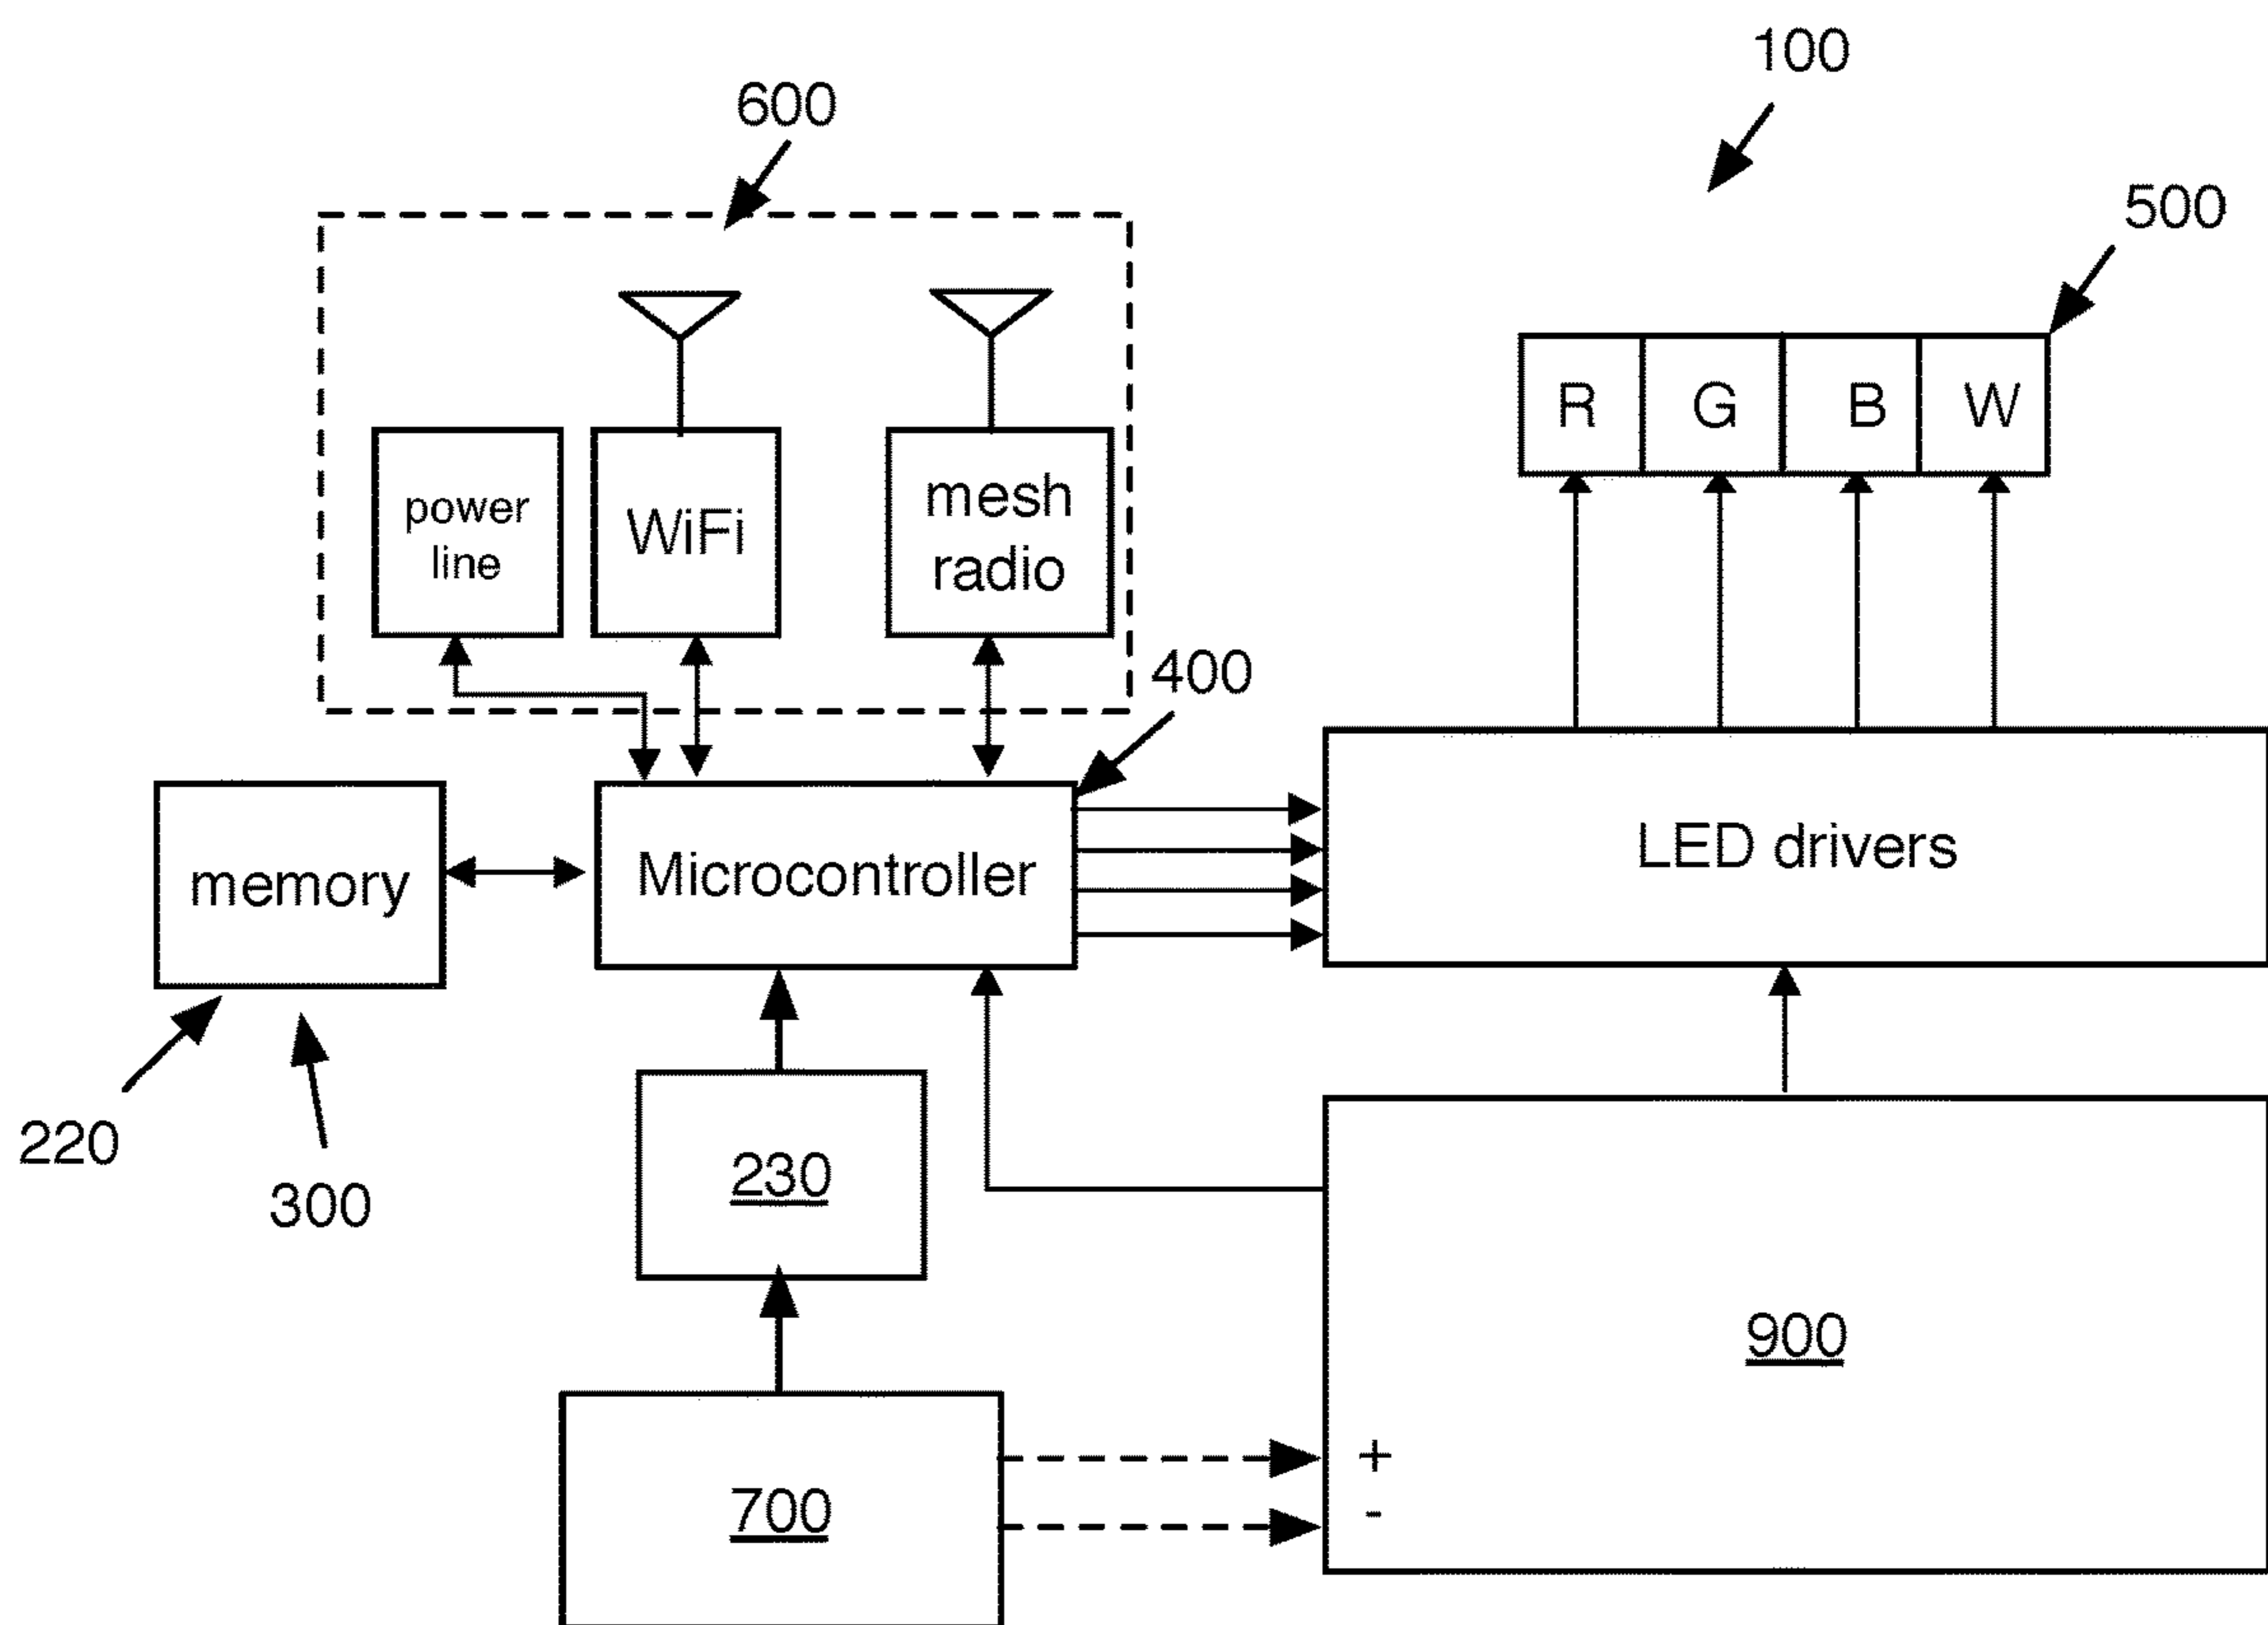 100
600
500
R G B W
power
line
WiFi
mesh
radio
400
memory
Microcontroller
LED drivers
220
300
230
900
700
+
-